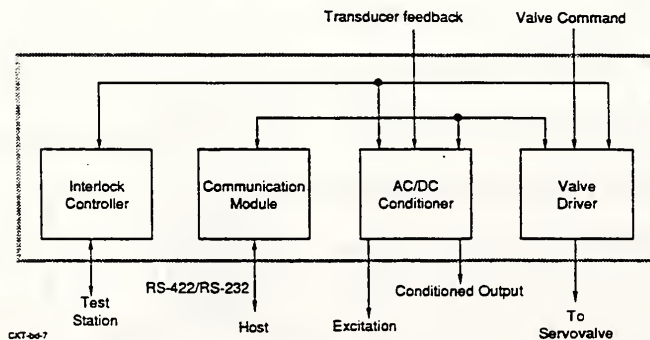 Transducer feedback
Valve Command
Interlock
Controller
Communication
Module
AC/DC
Conditioner
Valve
Driver
RS-422/RS-232
Test
Station
Host
Excitation
Conditioned Output
To
Servovalve
CXT-bd-7